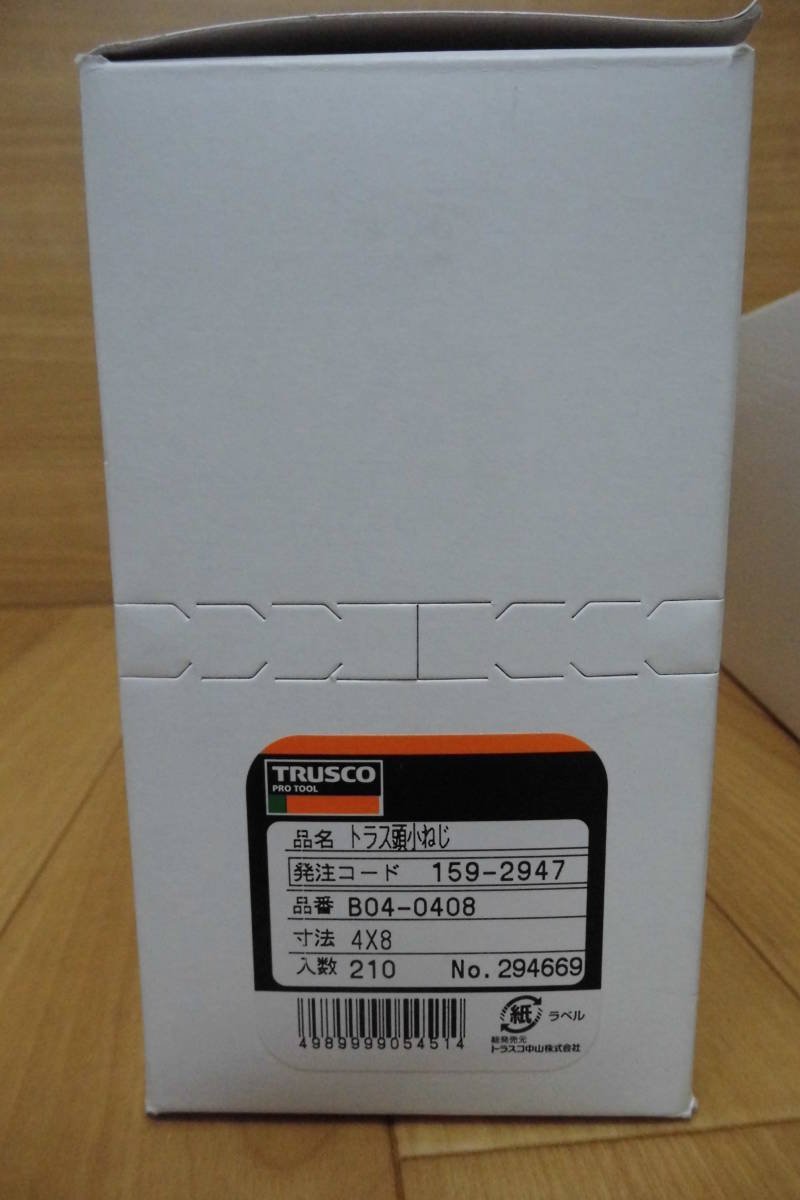 TRUSCO
PRO TOOL
品名 トラス頭小ねじ
発注コード 159-2947
品番 B04-0408
寸法 4X8
入数 210 No.294669
4989999054514
紙 ラベル
総発売元
トラスコ中山株式会社